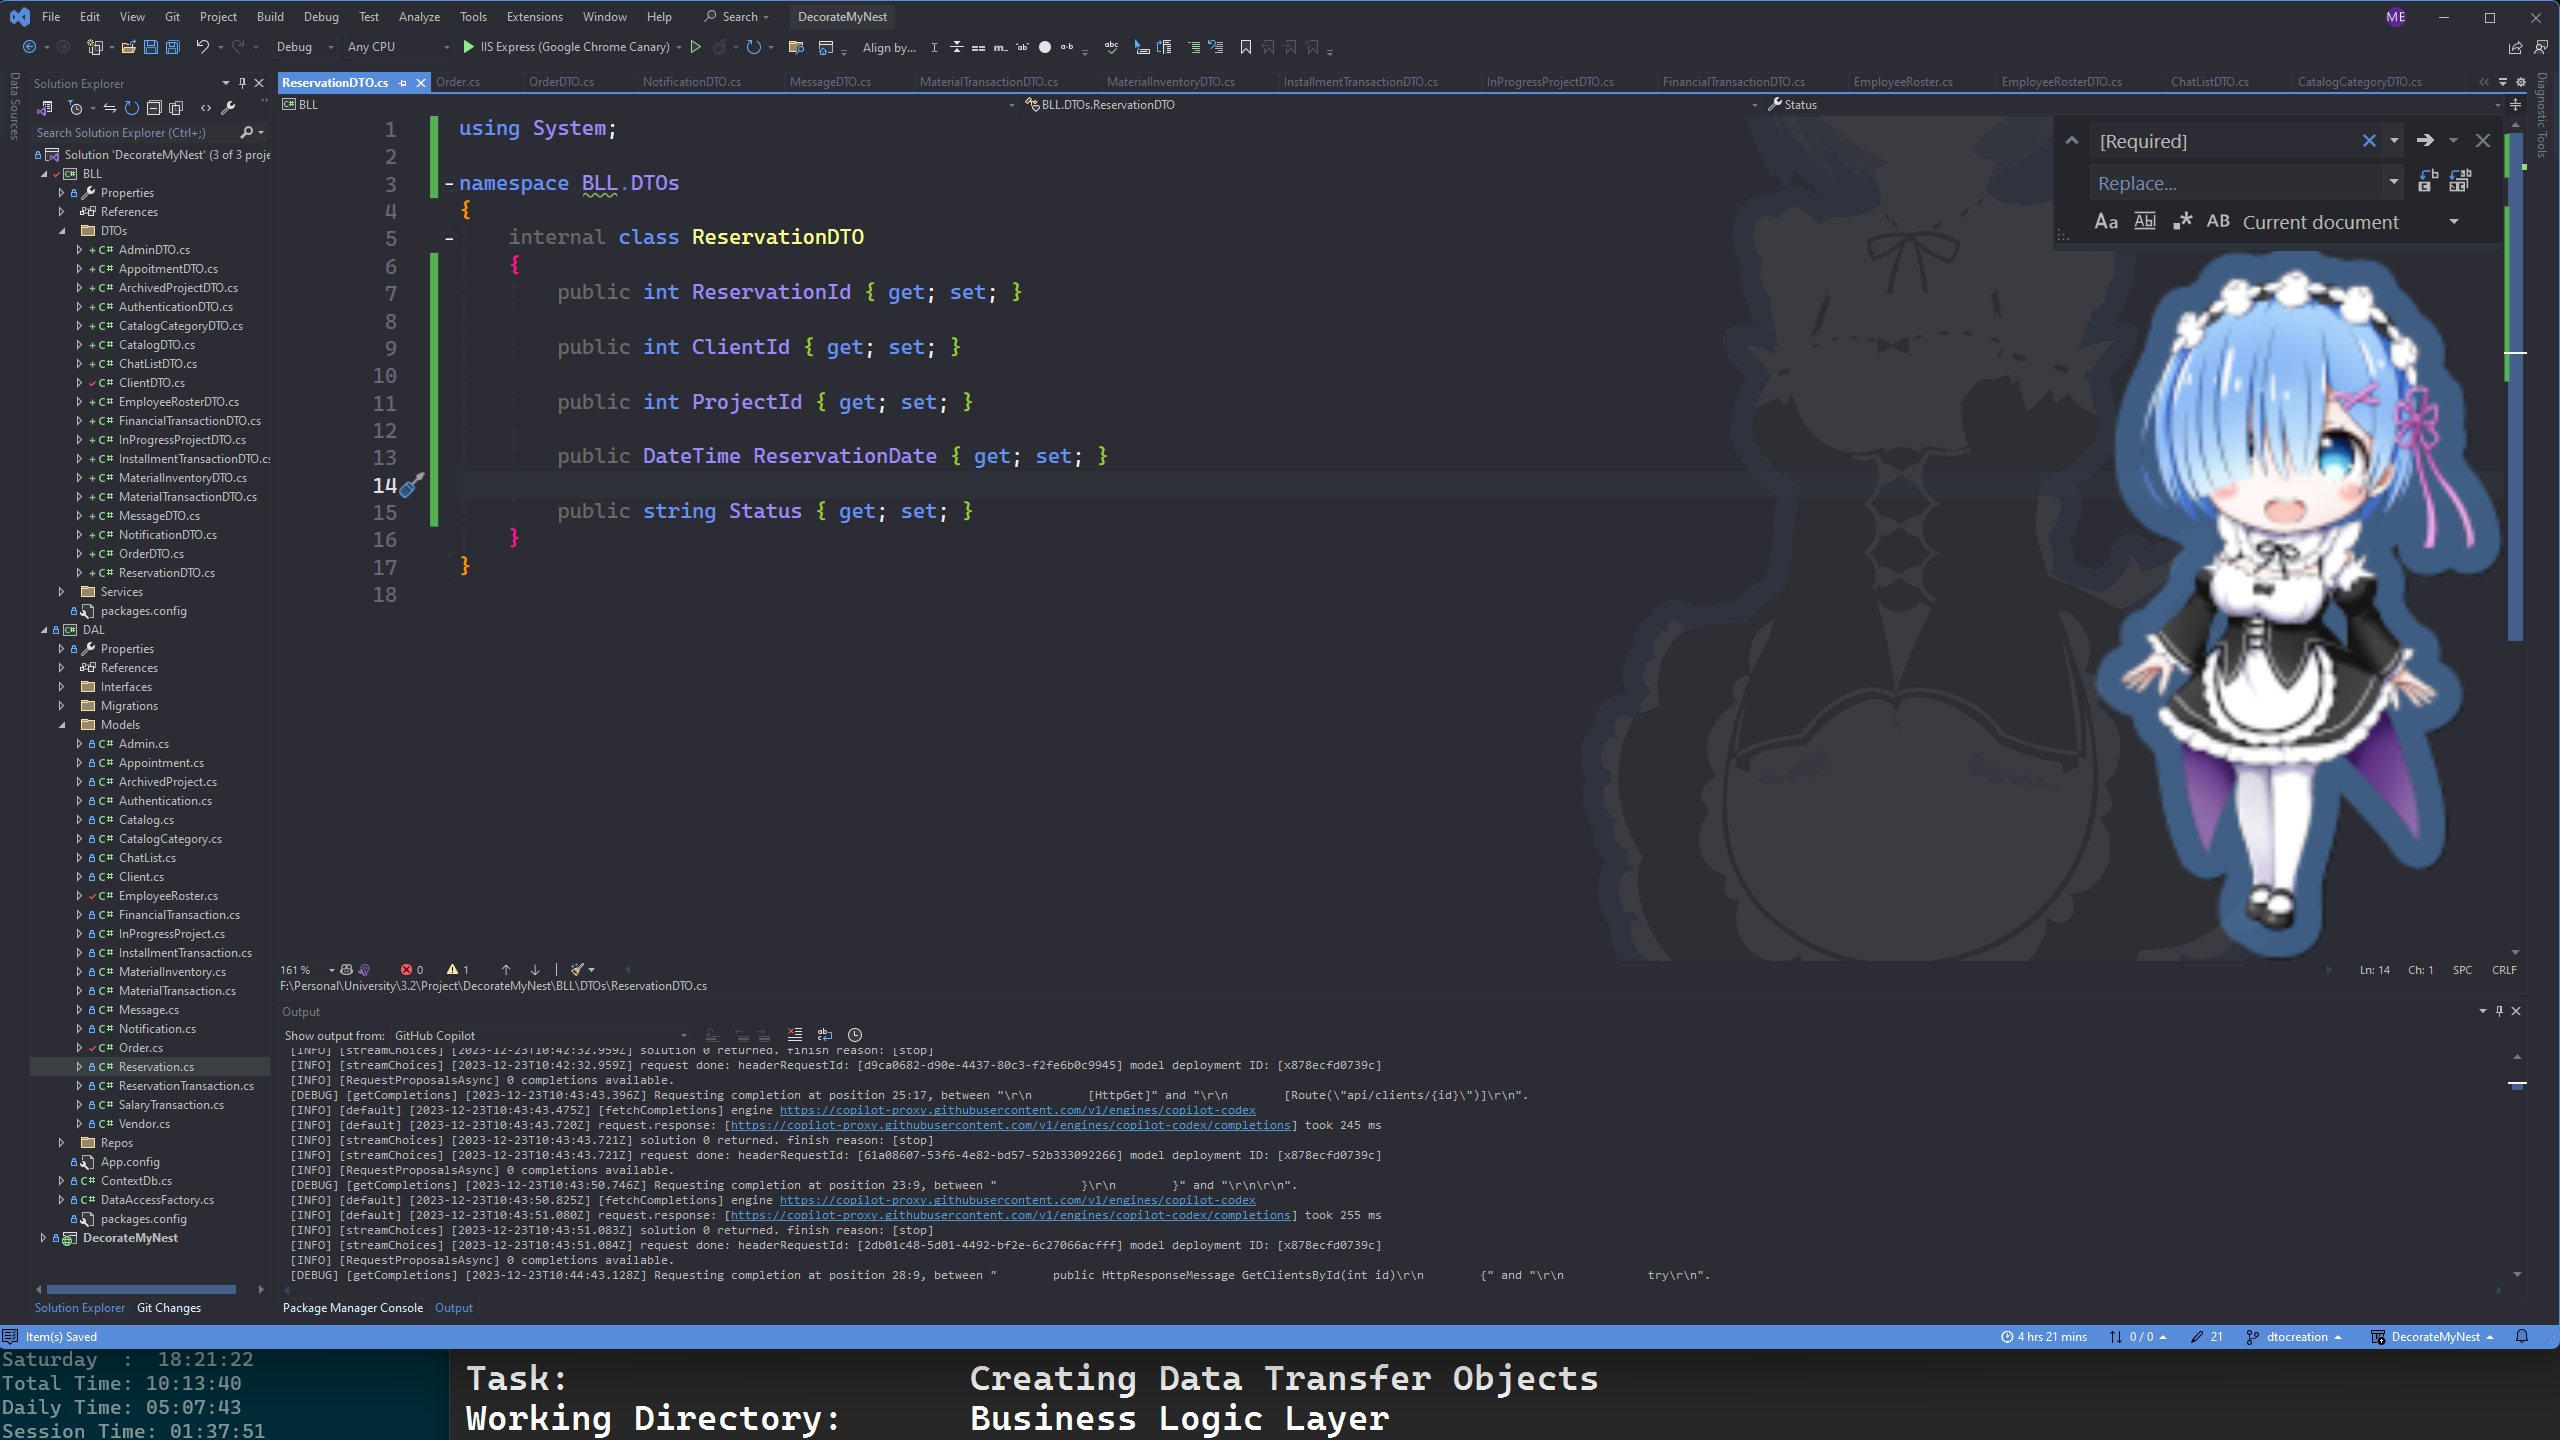 File Edit View Git Project Build Debug Test Analyze Tools Extensions Window Help Search DecorateMyNest ME
Debug Any CPU IIS Express (Google Chrome Canary) Align by...
Data Sources
Solution Explorer
Search Solution Explorer (Ctrl+;)
Solution 'DecorateMyNest' (3 of 3 proje
BLL
Properties
References
DTOs
AdminDTO.cs
AppoitmentDTO.cs
ArchivedProjectDTO.cs
AuthenticationDTO.cs
CatalogCategoryDTO.cs
CatalogDTO.cs
ChatListDTO.cs
ClientDTO.cs
EmployeeRosterDTO.cs
FinancialTransactionDTO.cs
InProgressProjectDTO.cs
InstallmentTransactionDTO.cs
MaterialInventoryDTO.cs
MaterialTransactionDTO.cs
MessageDTO.cs
NotificationDTO.cs
OrderDTO.cs
ReservationDTO.cs
Services
packages.config
DAL
Properties
References
Interfaces
Migrations
Models
Admin.cs
Appointment.cs
ArchivedProject.cs
Authentication.cs
Catalog.cs
CatalogCategory.cs
ChatList.cs
Client.cs
EmployeeRoster.cs
FinancialTransaction.cs
InProgressProject.cs
InstallmentTransaction.cs
MaterialInventory.cs
MaterialTransaction.cs
Message.cs
Notification.cs
Order.cs
Reservation.cs
ReservationTransaction.cs
SalaryTransaction.cs
Vendor.cs
Repos
App.config
ContextDb.cs
DataAccessFactory.cs
packages.config
DecorateMyNest
Solution Explorer Git Changes
ReservationDTO.cs Order.cs OrderDTO.cs NotificationDTO.cs MessageDTO.cs MaterialTransactionDTO.cs MaterialInventoryDTO.cs InstallmentTransactionDTO.cs InProgressProjectDTO.cs FinancialTransactionDTO.cs EmployeeRoster.cs EmployeeRosterDTO.cs ChatListDTO.cs CatalogCategoryDTO.cs
BLL BLL.DTOs.ReservationDTO Status
Diagnostic Tools
[Required]
Replace...
Aa Abl .* AB Current document
1 using System;
2
3 namespace BLL.DTOs
4 {
5 internal class ReservationDTO
6 {
7 public int ReservationId { get; set; }
8
9 public int ClientId { get; set; }
10
11 public int ProjectId { get; set; }
12
13 public DateTime ReservationDate { get; set; }
14
15 public string Status { get; set; }
16 }
17 }
18
161 % 0 1 Ln: 14 Ch: 1 SPC CRLF
F:\Personal\University\3.2\Project\DecorateMyNest\BLL\DTOs\ReservationDTO.cs
Output
Show output from: GitHub Copilot
[INFO] [streamChoices] [2023-12-23T10:42:32.959Z] solution 0 returned. finish reason: [stop]
[INFO] [streamChoices] [2023-12-23T10:42:32.959Z] request done: headerRequestId: [d9ca0682-d90e-4437-80c3-f2fe6b0c9945] model deployment ID: [x878ecfd0739c]
[INFO] [RequestProposalsAsync] 0 completions available.
[DEBUG] [getCompletions] [2023-12-23T10:43:43.396Z] Requesting completion at position 25:17, between "\r\n [HttpGet]" and "\r\n [Route(\"api/clients/{id}\")]\r\n".
[INFO] [default] [2023-12-23T10:43:43.475Z] [fetchCompletions] engine https://copilot-proxy.githubusercontent.com/v1/engines/copilot-codex
[INFO] [default] [2023-12-23T10:43:43.720Z] request.response: [https://copilot-proxy.githubusercontent.com/v1/engines/copilot-codex/completions] took 245 ms
[INFO] [streamChoices] [2023-12-23T10:43:43.721Z] solution 0 returned. finish reason: [stop]
[INFO] [streamChoices] [2023-12-23T10:43:43.721Z] request done: headerRequestId: [61a08607-53f6-4e82-bd57-52b333092266] model deployment ID: [x878ecfd0739c]
[INFO] [RequestProposalsAsync] 0 completions available.
[DEBUG] [getCompletions] [2023-12-23T10:43:50.746Z] Requesting completion at position 23:9, between " }\r\n }" and "\r\n\r\n".
[INFO] [default] [2023-12-23T10:43:50.825Z] [fetchCompletions] engine https://copilot-proxy.githubusercontent.com/v1/engines/copilot-codex
[INFO] [default] [2023-12-23T10:43:51.080Z] request.response: [https://copilot-proxy.githubusercontent.com/v1/engines/copilot-codex/completions] took 255 ms
[INFO] [streamChoices] [2023-12-23T10:43:51.083Z] solution 0 returned. finish reason: [stop]
[INFO] [streamChoices] [2023-12-23T10:43:51.084Z] request done: headerRequestId: [2db01c48-5d01-4492-bf2e-6c27066acfff] model deployment ID: [x878ecfd0739c]
[INFO] [RequestProposalsAsync] 0 completions available.
[DEBUG] [getCompletions] [2023-12-23T10:44:43.128Z] Requesting completion at position 28:9, between " public HttpResponseMessage GetClientsById(int id)\r\n {" and "\r\n try\r\n".
Package Manager Console Output
Item(s) Saved 4 hrs 21 mins 0 / 0 21 dtocreation DecorateMyNest
Saturday : 18:21:22
Total Time: 10:13:40
Daily Time: 05:07:43
Session Time: 01:37:51
Task: Creating Data Transfer Objects
Working Directory: Business Logic Layer